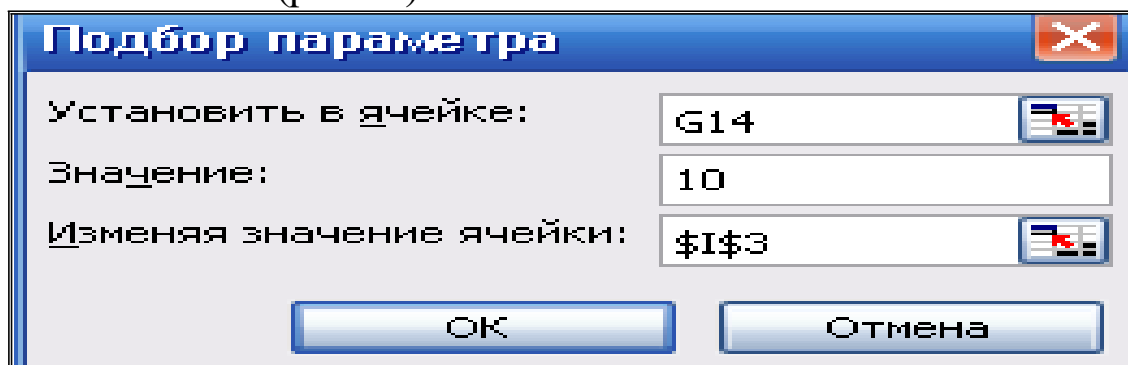 Подбор параметра
Установить в ячейке: G14
Значение: 10
Изменяя значение ячейки: $I$3
ОК Отмена